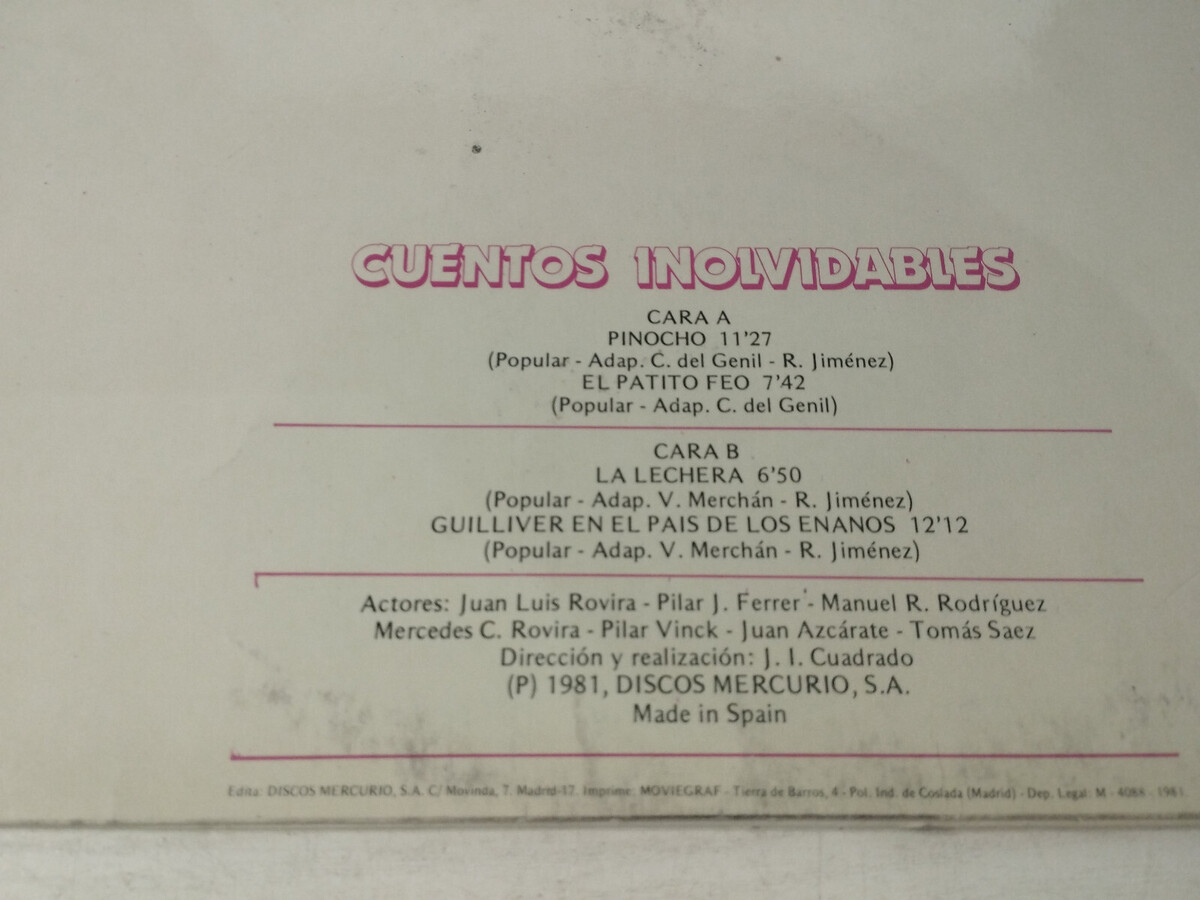 CUENTOS INOLVIDABLES
CARA A
PINOCHO 11'27
(Popular - Adap. C. del Genil - R. Jiménez)
EL PATITO FEO 7'42
(Popular - Adap. C. del Genil)
CARA B
LA LECHERA 6'50
(Popular - Adap. V. Merchán - R. Jiménez)
GUILLIVER EN EL PAIS DE LOS ENANOS 12'12
(Popular - Adap. V. Merchán - R. Jiménez)
Actores: Juan Luis Rovira - Pilar J. Ferrer - Manuel R. Rodríguez
Mercedes C. Rovira - Pilar Vinck - Juan Azcárate - Tomás Saez
Dirección y realización: J. I. Cuadrado
(P) 1981, DISCOS MERCURIO, S.A.
Made in Spain
Edita: DISCOS MERCURIO, S.A. C/ Movinda, 7. Madrid-17. Imprime: MOVIEGRAF - Tierra de Barros, 4 - Pol. Ind. de Coslada (Madrid) - Dep. Legal: M - - 1981